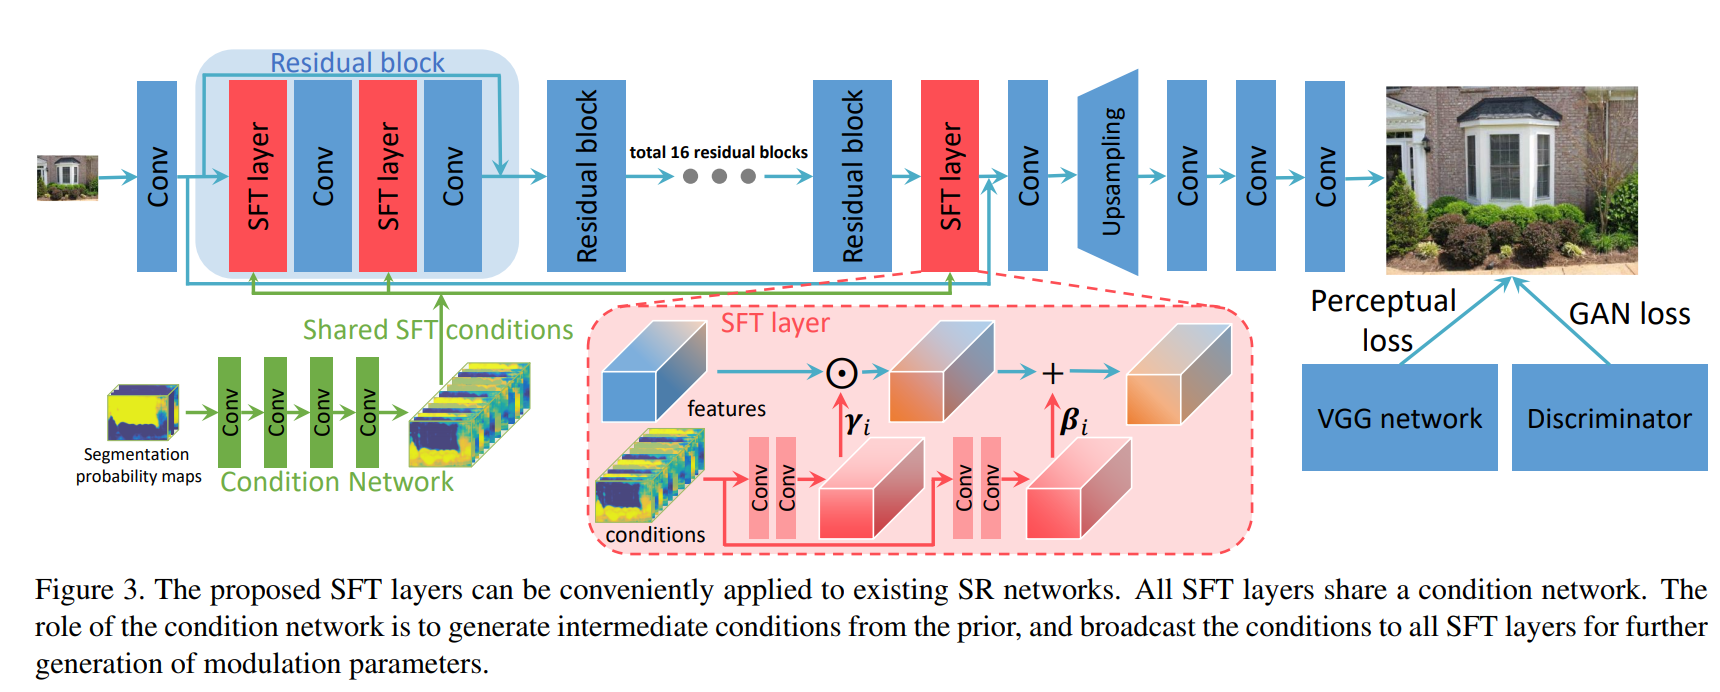 Residual block
Conv
SFT layer
Conv
SFT layer
Conv
Residual block
total 16 residual blocks
Residual block
SFT layer
Conv
Upsampling
Conv
Conv
Conv
Shared SFT conditions
Segmentation
probability maps
Conv
Conv
Conv
Conv
Condition Network
SFT layer
features
γi
βi
+
conditions
Conv
Conv
Conv
Conv
Perceptual
loss
GAN loss
VGG network
Discriminator
Figure 3. The proposed SFT layers can be conveniently applied to existing SR networks. All SFT layers share a condition network. The
role of the condition network is to generate intermediate conditions from the prior, and broadcast the conditions to all SFT layers for further
generation of modulation parameters.